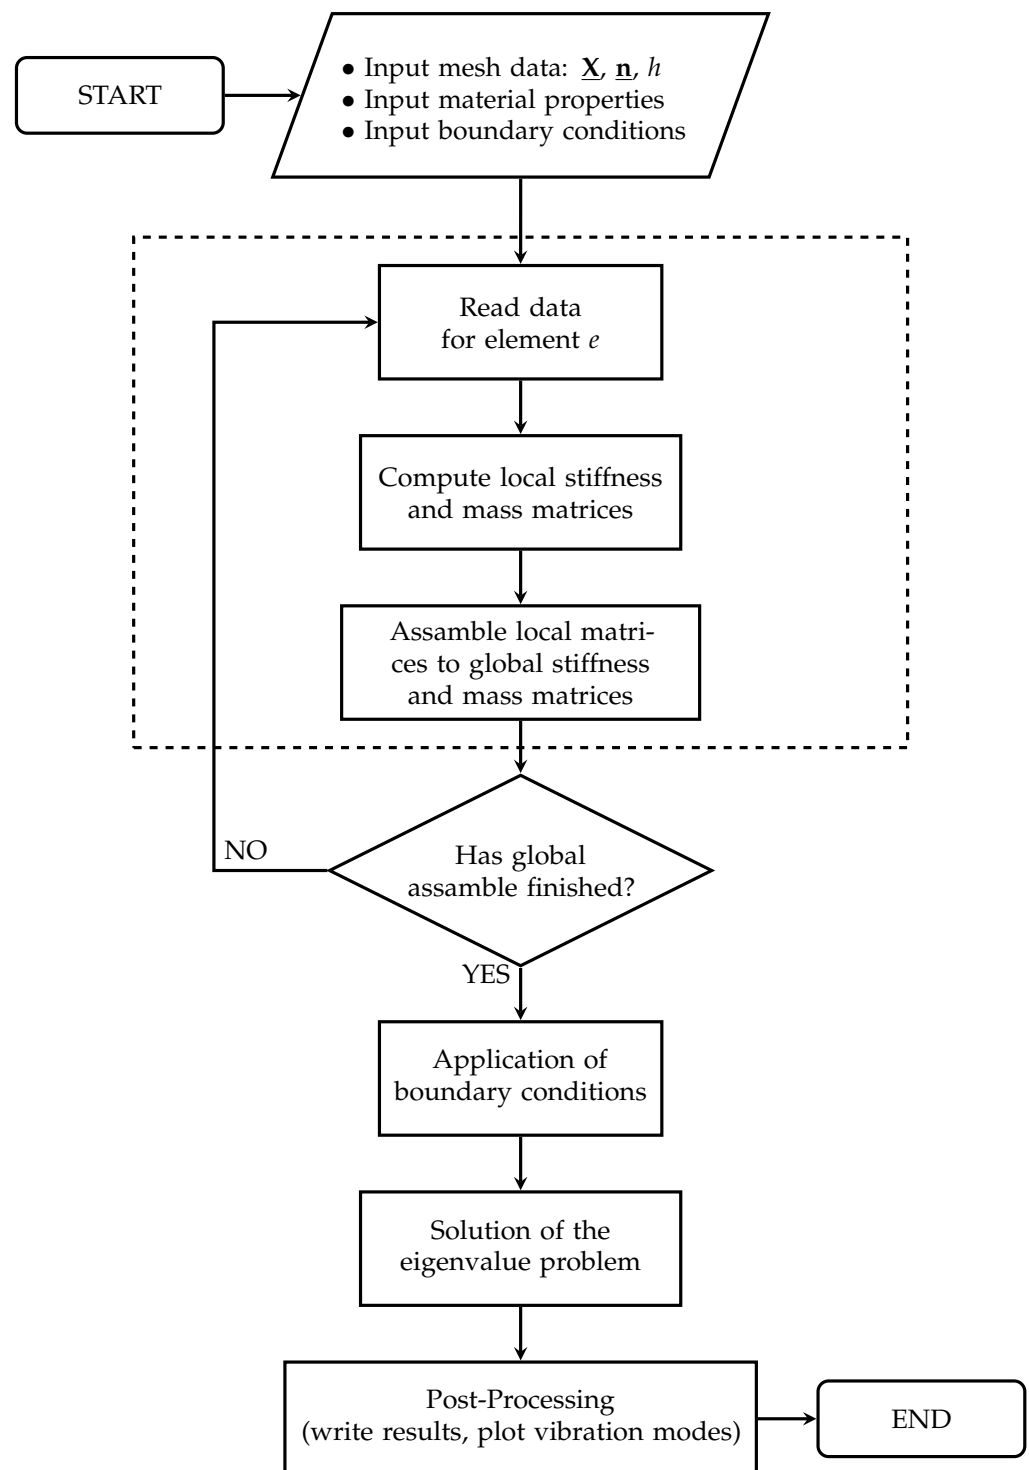 START
• Input mesh data: X, n, h
• Input material properties
• Input boundary conditions
Read data
for element e
Compute local stiffness
and mass matrices
Assamble local matri-
ces to global stiffness
and mass matrices
Has global
assamble finished?
NO
YES
Application of
boundary conditions
Solution of the
eigenvalue problem
Post-Processing
(write results, plot vibration modes)
END